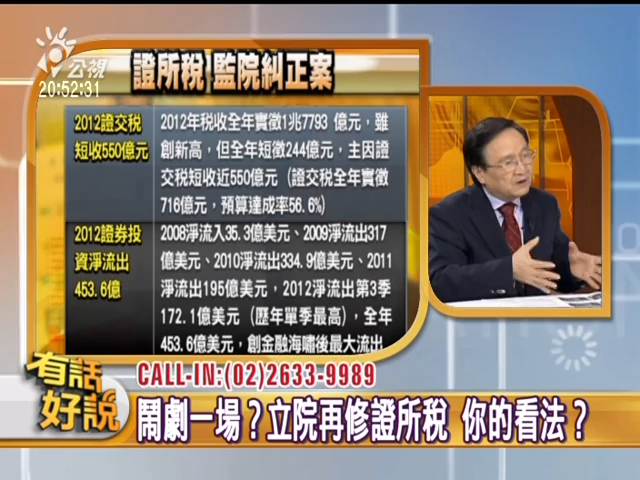 公視
20:52:31
證所稅 監院糾正案
2012證交稅
短收550億元
2012年稅收全年實徵1兆7793 億元，雖
創新高，但全年短徵244億元，主因證
交稅短收近550億元（證交稅全年實徵
716億元，預算達成率56.6%）
2012證券投
資淨流出
453.6億
2008淨流入35.3億美元、2009淨流出317
億美元、2010淨流出334.9億美元、2011
淨流出195億美元，2012淨流出第3季
172.1億美元（歷年單季最高），全年
453.6億美元，創金融海嘯後最大流出
CALL-IN:(02)2633-9989
有話
好說
鬧劇一場？立院再修證所稅 你的看法？